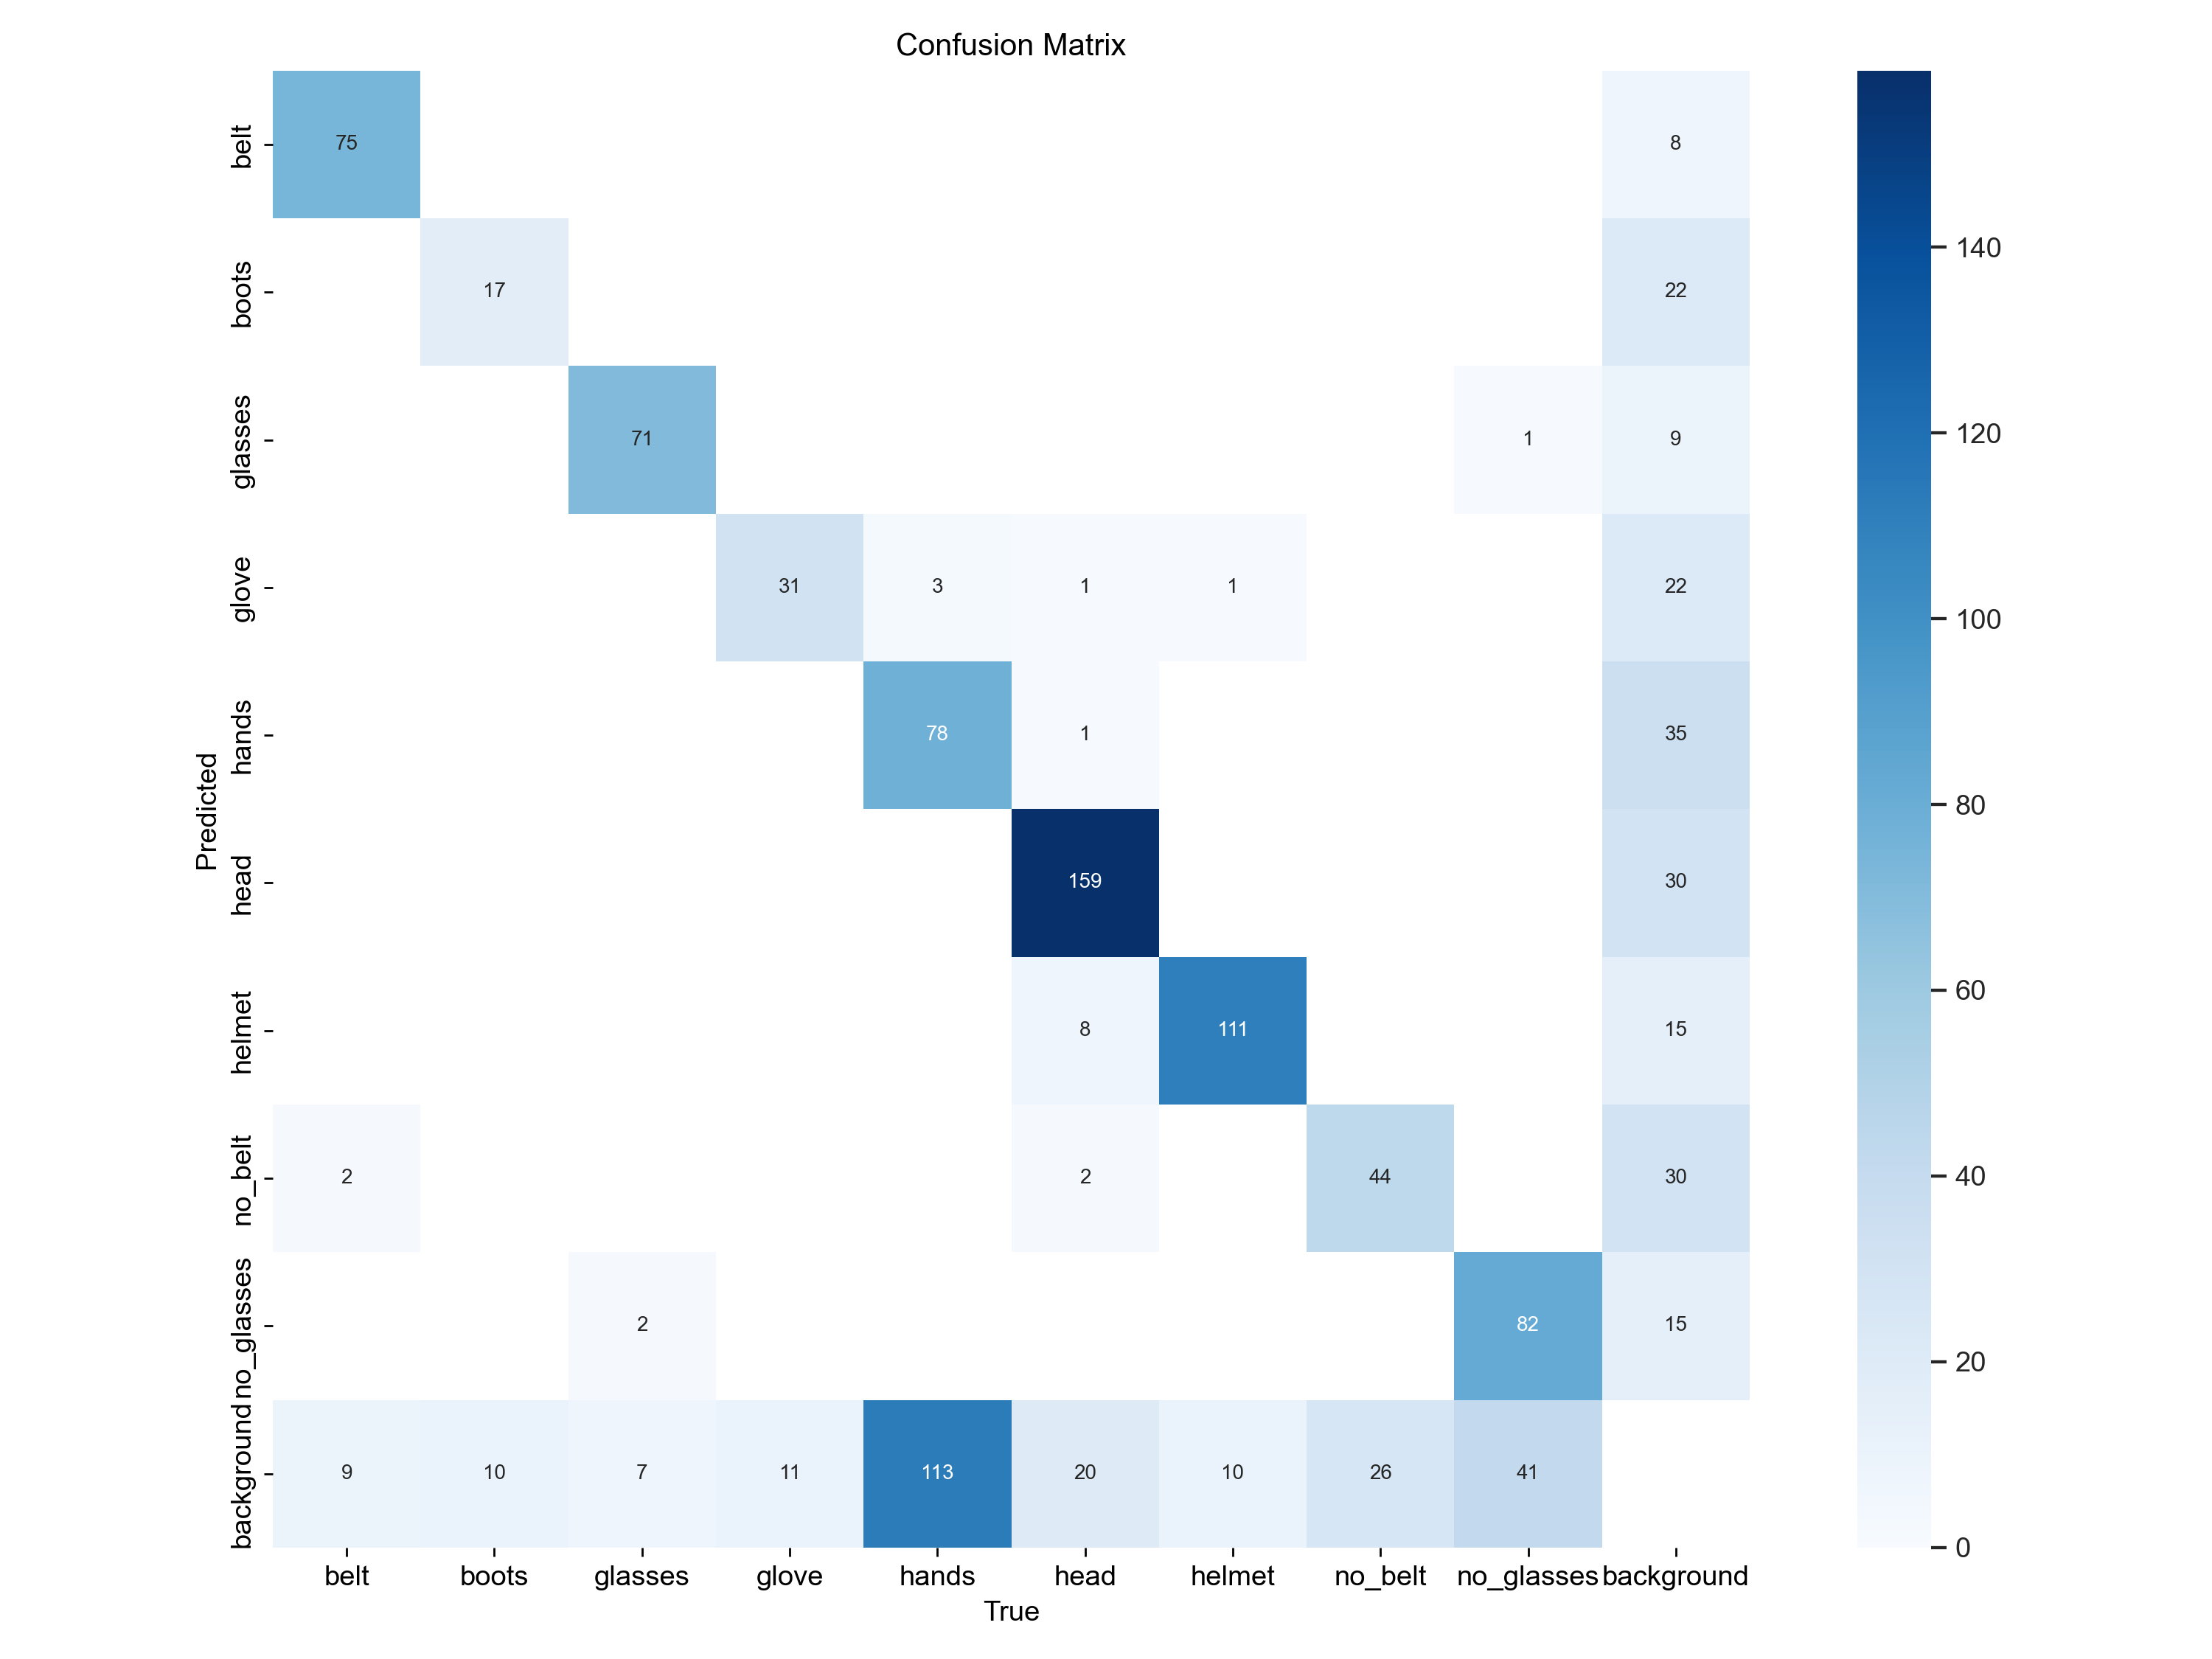 Confusion Matrix
belt 75 8
boots 17 22
glasses 71 1 9
glove 31 3 1 1 22
hands 78 1 35
head 159 30
helmet 8 111 15
no_belt 2 2 44 30
no_glasses 2 82 15
background 9 10 7 11 113 20 10 26 41
belt boots glasses glove hands head helmet no_belt no_glasses background
True
Predicted
140
120
100
80
60
40
20
0